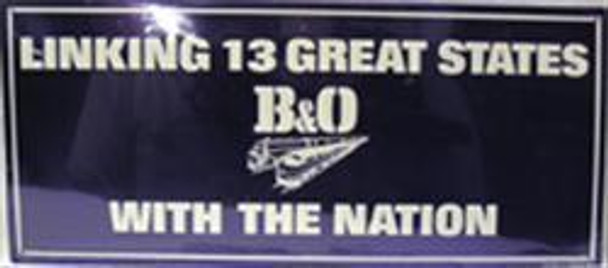 LINKING 13 GREAT STATES
B&O
WITH THE NATION